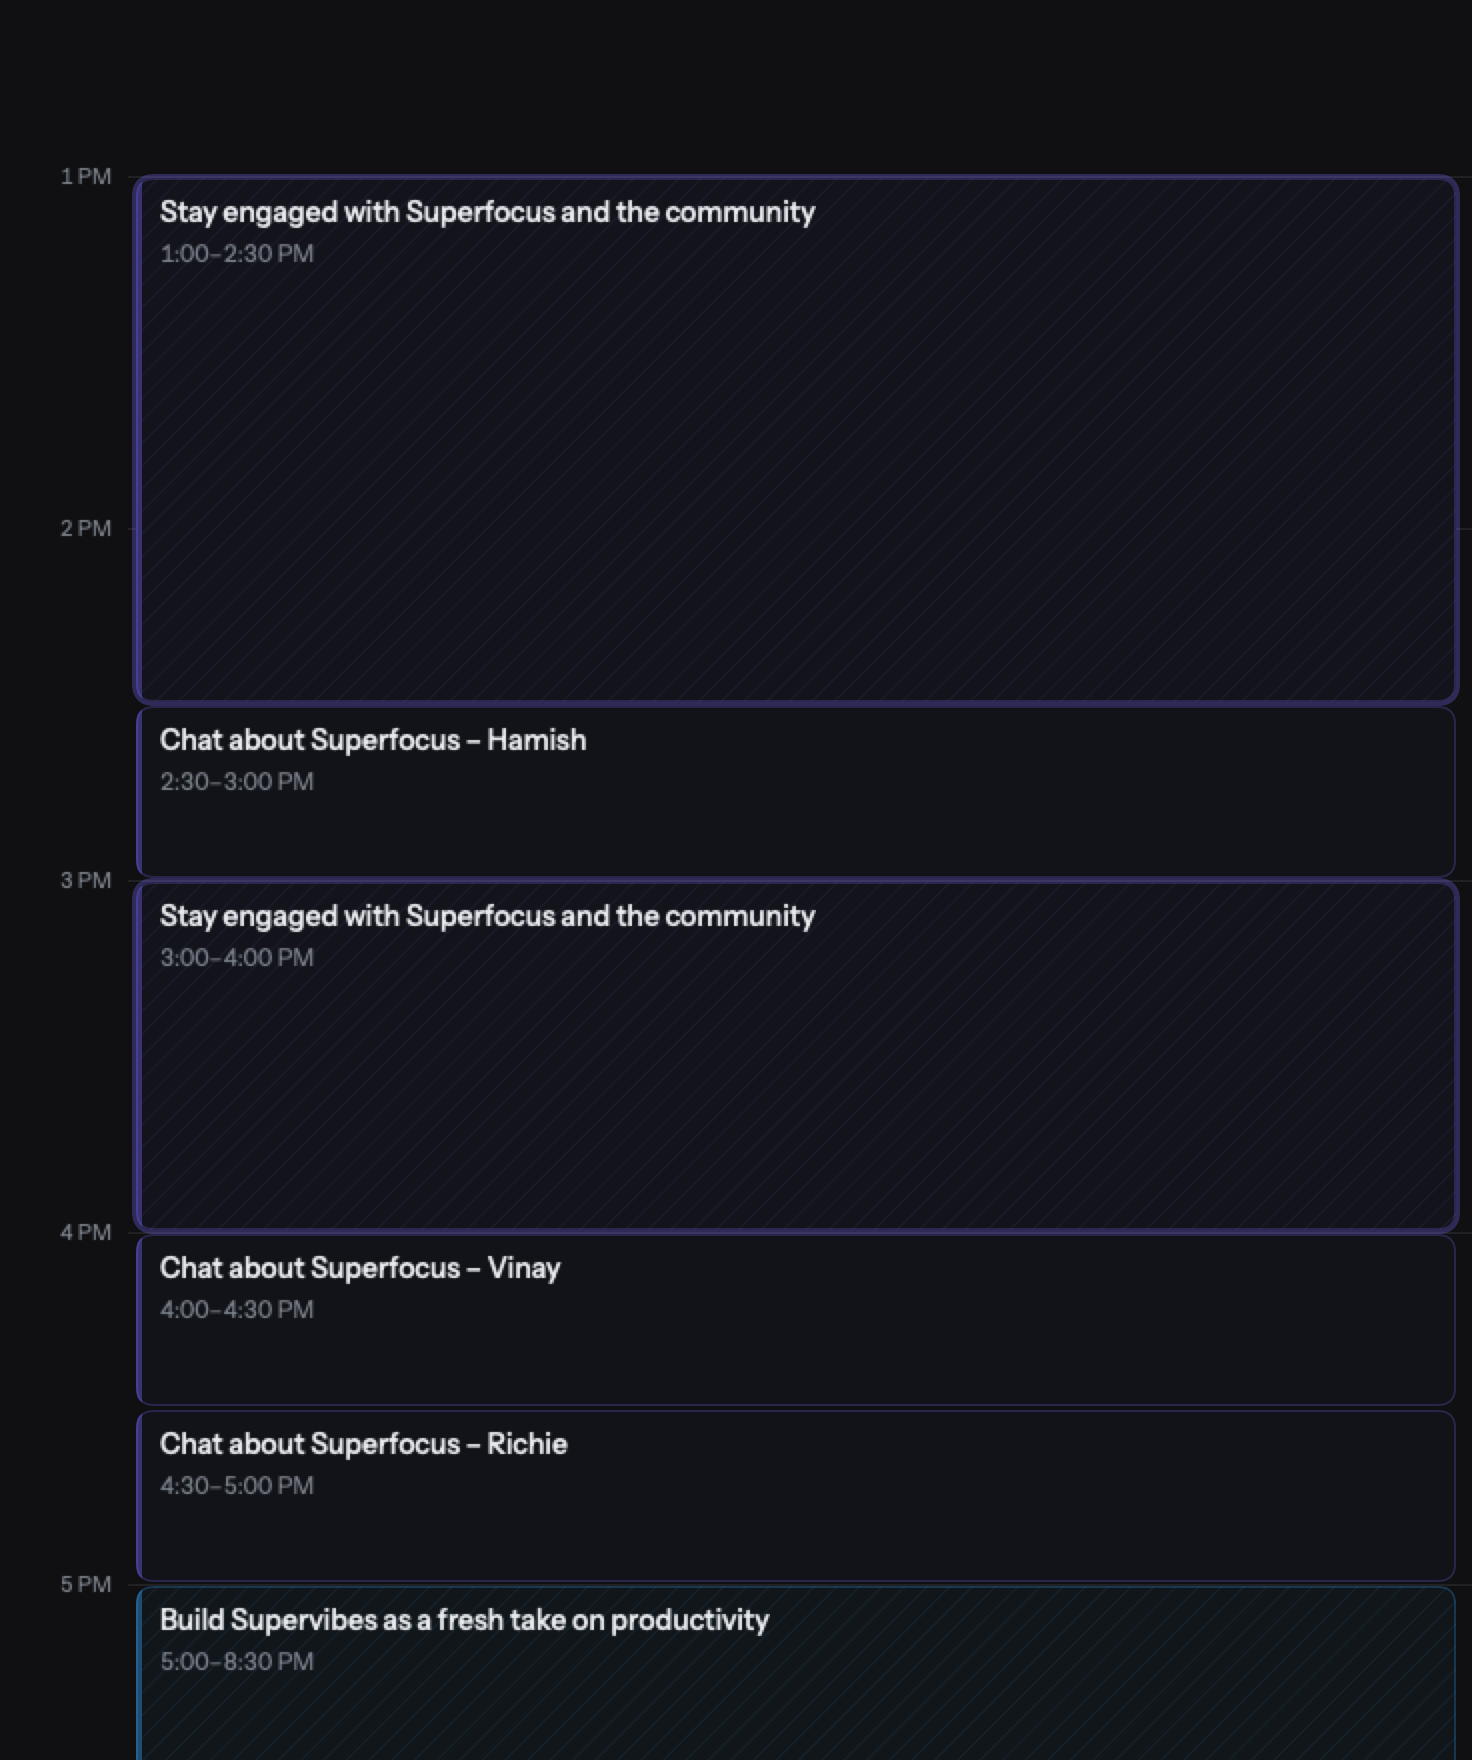 1 PM
Stay engaged with Superfocus and the community
1:00–2:30 PM
2 PM
Chat about Superfocus – Hamish
2:30–3:00 PM
3 PM
Stay engaged with Superfocus and the community
3:00–4:00 PM
4 PM
Chat about Superfocus – Vinay
4:00–4:30 PM
Chat about Superfocus – Richie
4:30–5:00 PM
5 PM
Build Supervibes as a fresh take on productivity
5:00–8:30 PM